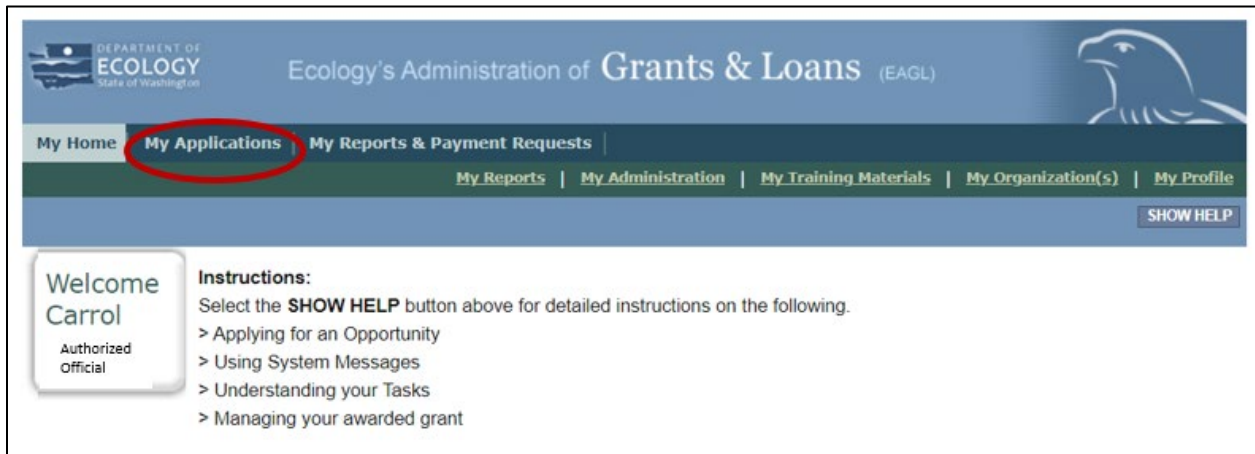 DEPARTMENT OF
ECOLOGY
State of Washington
Ecology's Administration of Grants & Loans (EAGL)
My Home My Applications My Reports & Payment Requests
My Reports | My Administration | My Training Materials | My Organization(s) | My Profile
SHOW HELP
Welcome
Carrol
Authorized
Official
Instructions:
Select the SHOW HELP button above for detailed instructions on the following.
> Applying for an Opportunity
> Using System Messages
> Understanding your Tasks
> Managing your awarded grant